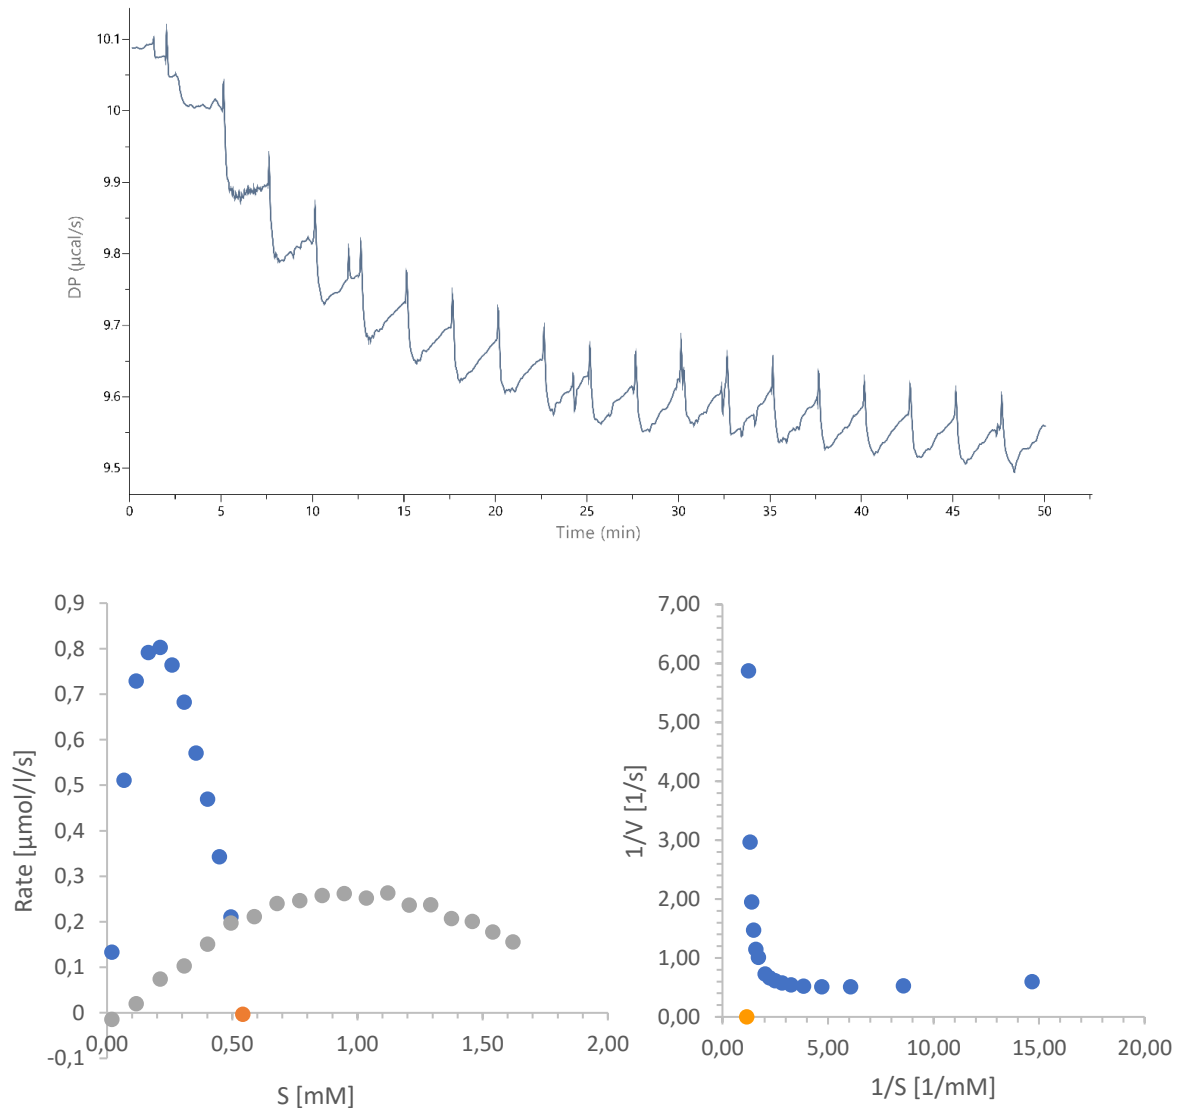 10.1
10
9.9
9.8
9.7
9.6
9.5
DP (µcal/s)
0 5 10 15 20 25 30 35 40 45 50
Time (min)
0,9
0,8
0,7
0,6
0,5
0,4
0,3
0,2
0,1
0
-0,1
Rate [µmol/l/s]
0,00 0,50 1,00 1,50 2,00
S [mM]
7,00
6,00
5,00
4,00
3,00
2,00
1,00
0,00
1/V [1/s]
0,00 5,00 10,00 15,00 20,00
1/S [1/mM]